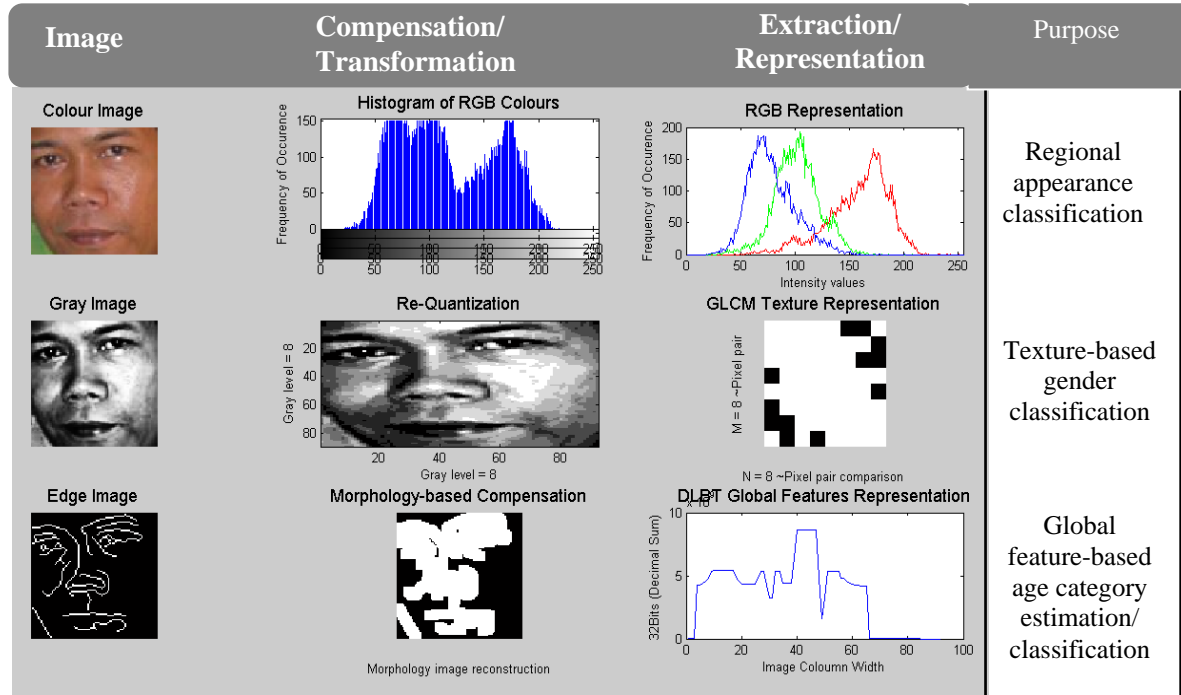 Image
Compensation/
Transformation
Extraction/
Representation
Purpose
Colour Image
Histogram of RGB Colours
Frequency of Occurence
150
100
50
0
0 50 100 150 200 250
RGB Representation
Frequency of Occurence
200
150
100
50
0
0 50 100 150 200 250
Intensity values
Regional
appearance
classification
Gray Image
Re-Quantization
Gray level = 8
20
40
60
80
20 40 60 80
Gray level = 8
GLCM Texture Representation
M = 8 ~Pixel pair
N = 8 ~Pixel pair comparison
Texture-based
gender
classification
Edge Image
Morphology-based Compensation
Morphology image reconstruction
DLBT Global Features Representation
32Bits (Decimal Sum)
10
5
0
0 20 40 60 80 100
Image Coloumn Width
Global
feature-based
age category
estimation/
classification